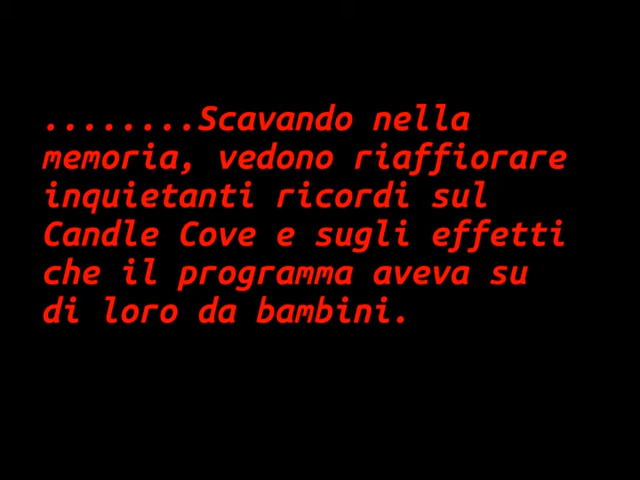 ........Scavando nella
memoria, vedono riaffiorare
inquietanti ricordi sul
Candle Cove e sugli effetti
che il programma aveva su
di loro da bambini.